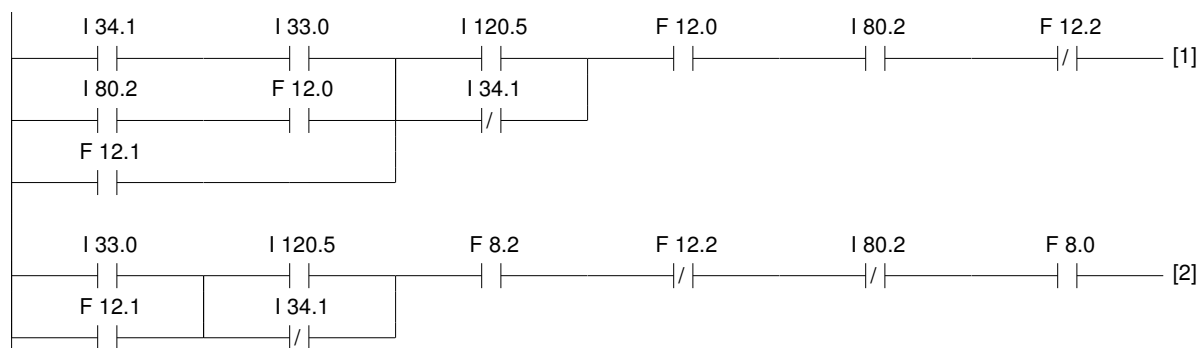 I 34.1 I 33.0 I 120.5 F 12.0 I 80.2 F 12.2
[1]
I 80.2 F 12.0 I 34.1
F 12.1
I 33.0 I 120.5 F 8.2 F 12.2 I 80.2 F 8.0
[2]
F 12.1 I 34.1